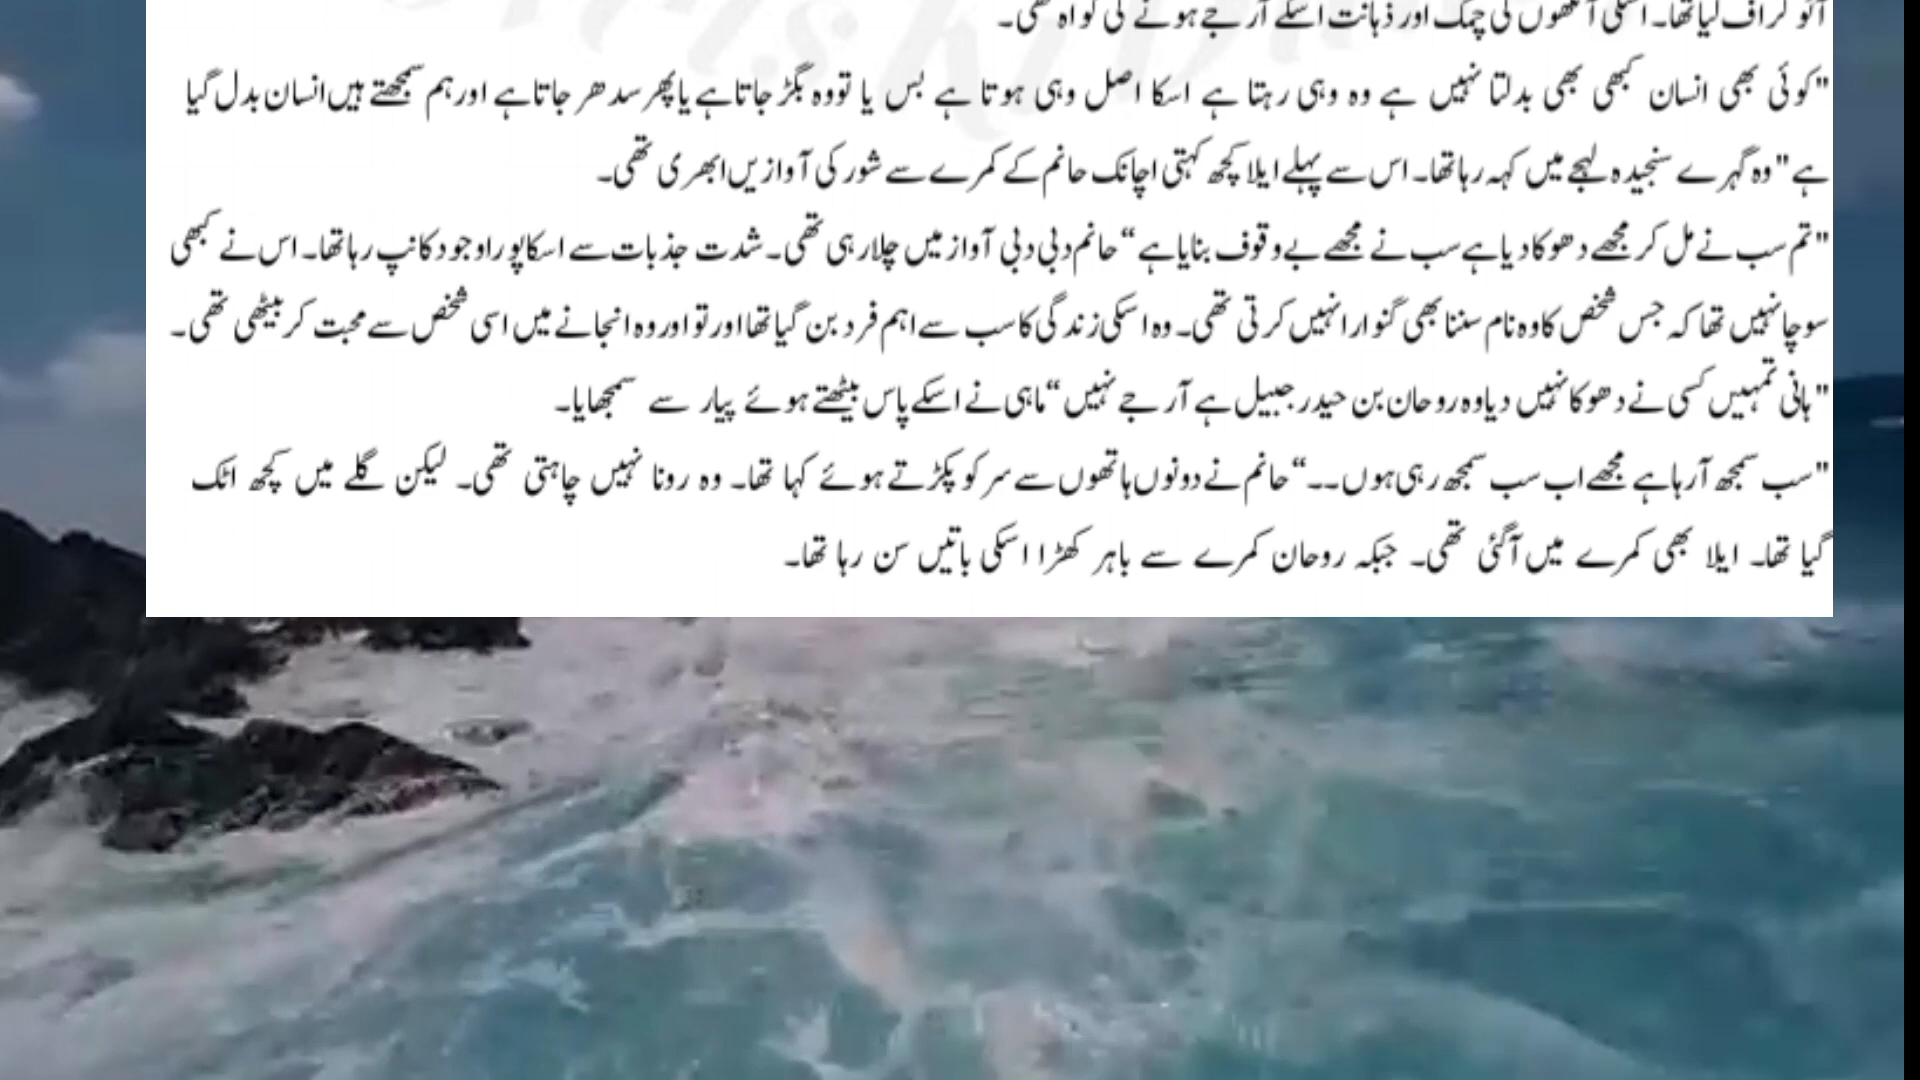 آٹو گراف لیا تھا۔ اسکی آنکھوں کی چمک اور ذہانت اسکے آر جے ہونے کی گواہ تھی۔
"کوئی بھی انسان کبھی بھی بدلتا نہیں ہے وہ وہی رہتا ہے اسکا اصل وہی ہوتا ہے بس یا تو وہ بگڑ جاتا ہے یا پھر سدھر جاتا ہے اور ہم سمجھتے ہیں انسان بدل گیا
ہے" وہ گہرے سنجیدہ لہجے میں کہہ رہا تھا۔ اس سے پہلے ایلا کچھ کہتی اچانک حانم کے کمرے سے شور کی آوازیں ابھری تھی۔
"تم سب نے مل کر مجھے دھوکا دیا ہے سب نے مجھے بے وقوف بنایا ہے“ حانم دبی دبی آواز میں چلا رہی تھی۔ شدت جذبات سے اسکا پورا وجود کانپ رہا تھا۔ اس نے کبھی
سوچا نہیں تھا کہ جس شخص کا وہ نام سننا بھی گنوارا نہیں کرتی تھی۔ وہ اسکی زندگی کا سب سے اہم فرد بن گیا تھا اور تو اور وہ انجانے میں اسی شخص سے محبت کر بیٹھی تھی۔
"ہانی تمہیں کسی نے دھوکا نہیں دیا وہ روحان بن حیدر جبیل ہے آر جے نہیں“ ماہی نے اسکے پاس بیٹھتے ہوئے پیار سے سمجھایا۔
"سب سمجھ آرہا ہے مجھے اب سب سمجھ رہی ہوں۔۔“ حانم نے دونوں ہاتھوں سے سر کو پکڑتے ہوئے کہا تھا۔ وہ رونا نہیں چاہتی تھی۔ لیکن گلے میں کچھ اٹک
گیا تھا۔ ایلا بھی کمرے میں آگئی تھی۔ جبکہ روحان کمرے سے باہر کھڑا اسکی باتیں سن رہا تھا۔